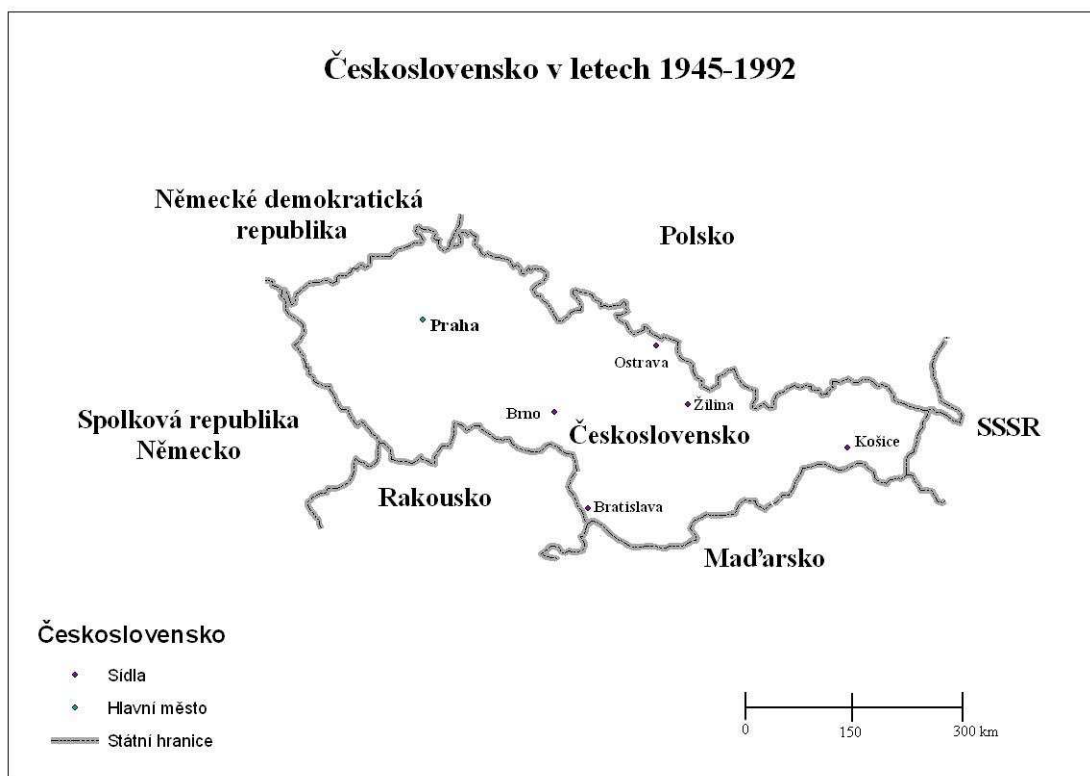 Československo v letech 1945-1992
Německé demokratická
republika
Polsko
Praha
Ostrava
Žilina
Brno
Spolková republika
Německo
Československo
SSSR
Košice
Rakousko
Bratislava
Maďarsko
Československo
Sídla
Hlavní město
Státní hranice
0 150 300 km